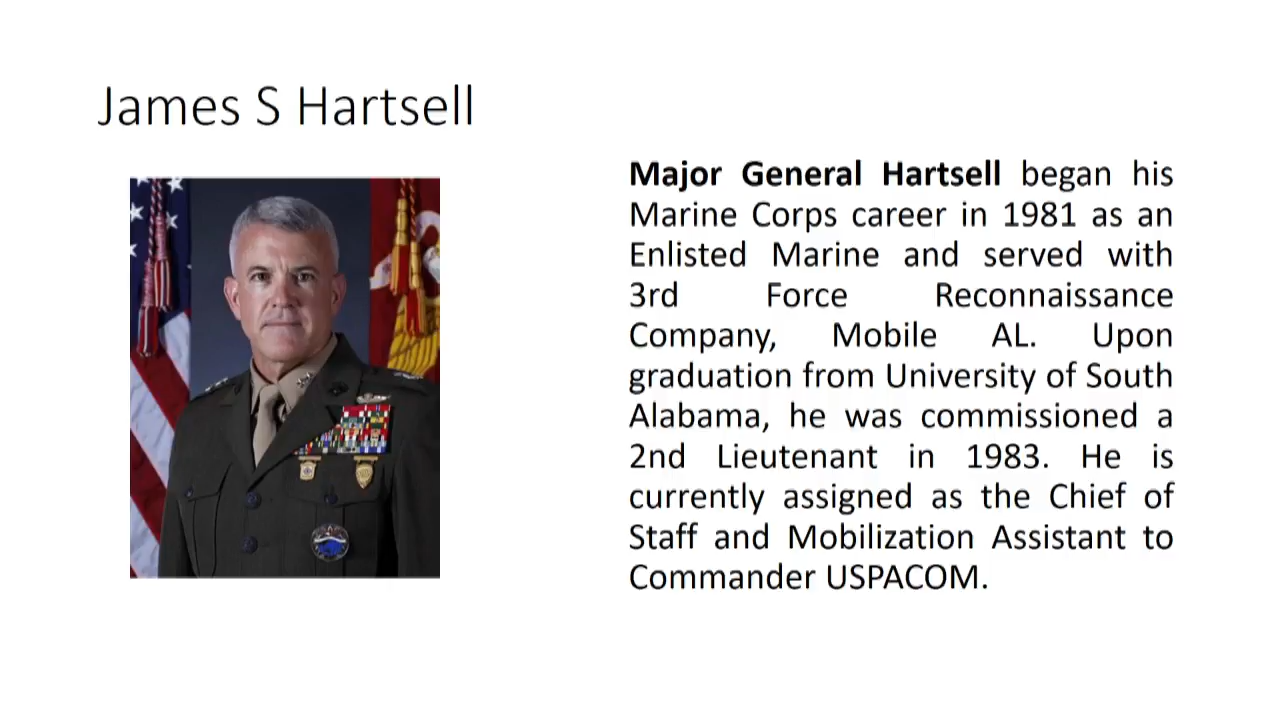 James S Hartsell
Major General Hartsell began his
Marine Corps career in 1981 as an
Enlisted Marine and served with
3rd Force Reconnaissance
Company, Mobile AL. Upon
graduation from University of South
Alabama, he was commissioned a
2nd Lieutenant in 1983. He is
currently assigned as the Chief of
Staff and Mobilization Assistant to
Commander USPACOM.